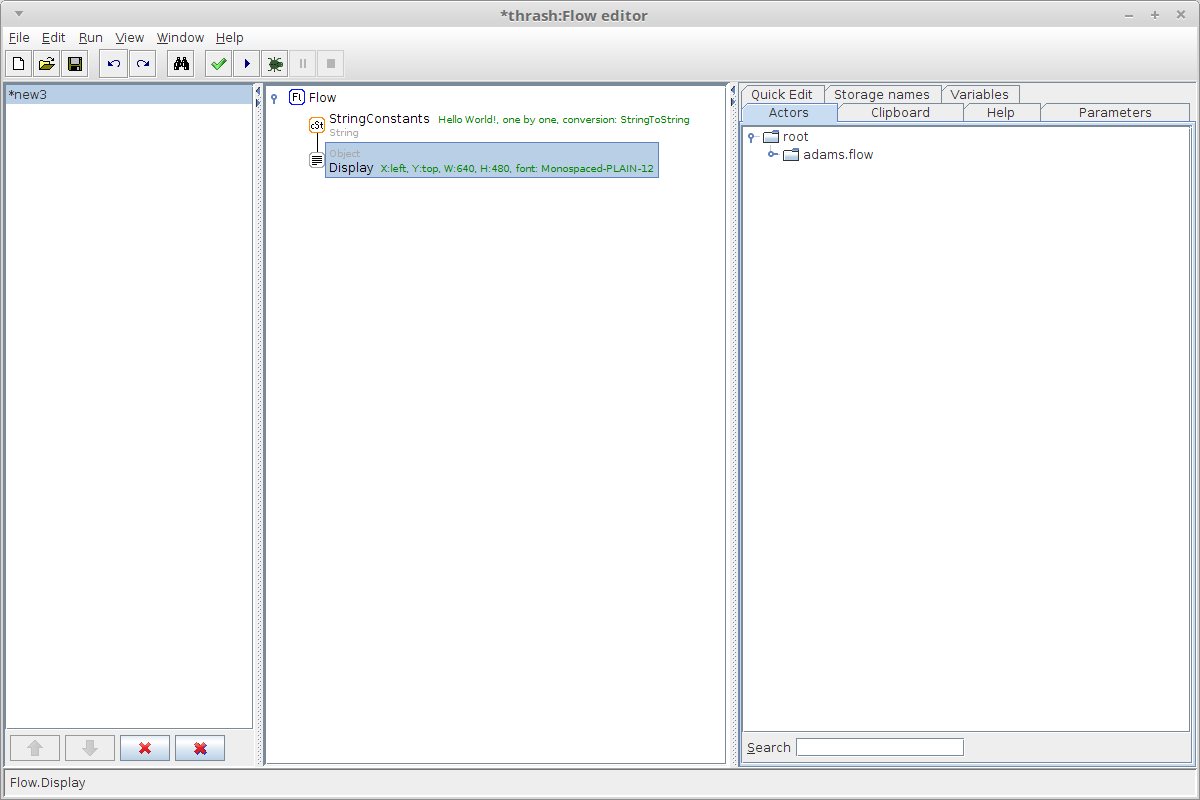 *thrash:Flow editor
File Edit Run View Window Help
*new3
Fl Flow
cSt StringConstants Hello World!, one by one, conversion: StringToString
String
Object
Display X:left, Y:top, W:640, H:480, font: Monospaced-PLAIN-12
Quick Edit Storage names Variables
Actors Clipboard Help Parameters
root
adams.flow
Search
Flow.Display